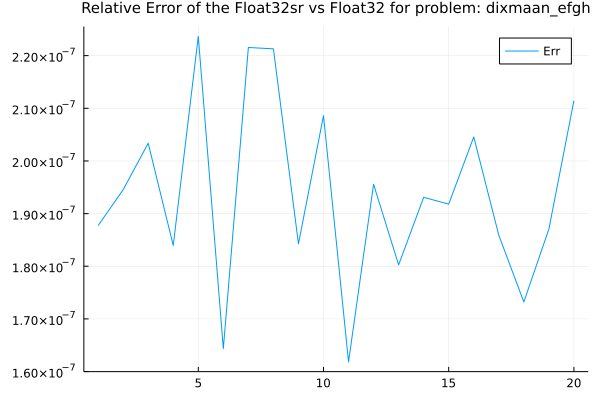 Relative Error of the Float32sr vs Float32 for problem: dixmaan_efgh
Err
2.20×10⁻⁷
2.10×10⁻⁷
2.00×10⁻⁷
1.90×10⁻⁷
1.80×10⁻⁷
1.70×10⁻⁷
1.60×10⁻⁷
5 10 15 20